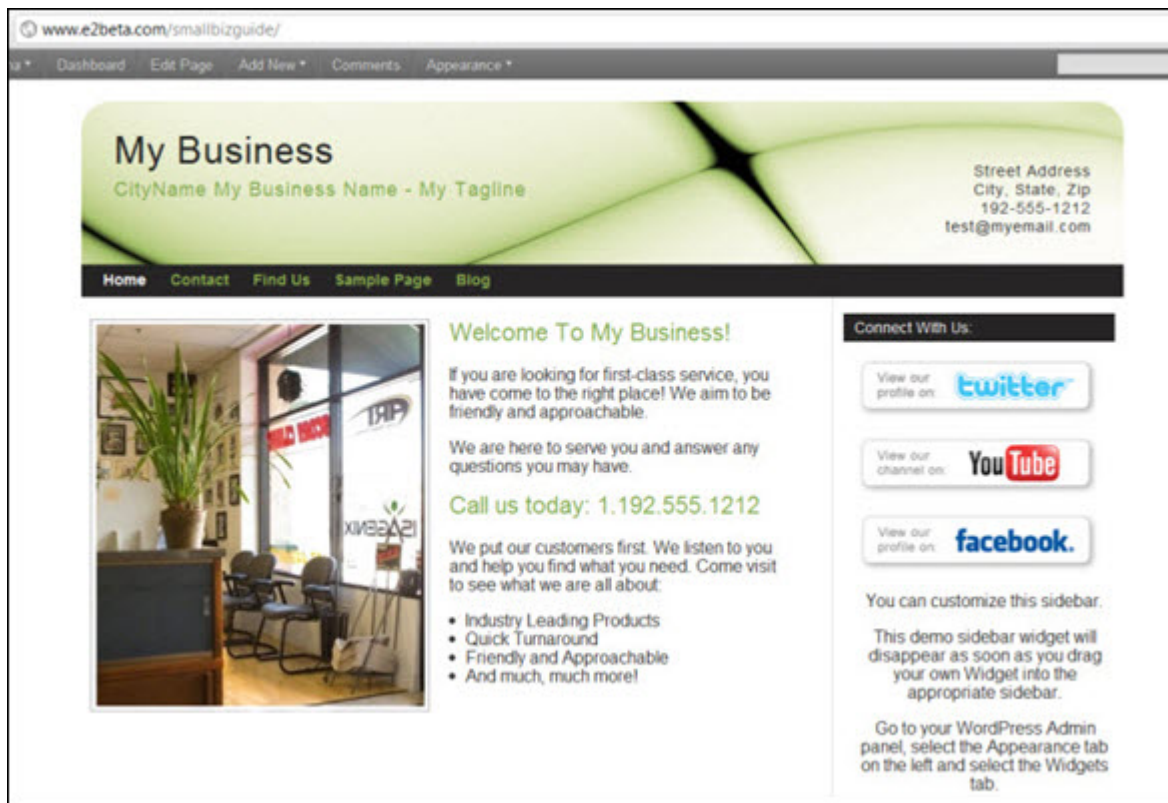 www.e2beta.com/smallbizguide/
Dashboard Edit Page Add New Comments Appearance
My Business
CityName My Business Name - My Tagline
Street Address
City, State, Zip
192-555-1212
test@myemail.com
Home Contact Find Us Sample Page Blog
Welcome To My Business!
If you are looking for first-class service, you
have come to the right place! We aim to be
friendly and approachable.
We are here to serve you and answer any
questions you may have.
Call us today: 1.192.555.1212
We put our customers first. We listen to you
and help you find what you need. Come visit
to see what we are all about:
• Industry Leading Products
• Quick Turnaround
• Friendly and Approachable
• And much, much more!
ISAGENIX
Connect With Us:
View our
profile on:
twitter
View our
channel on:
YouTube
View our
profile on:
facebook.
You can customize this sidebar.
This demo sidebar widget will
disappear as soon as you drag
your own Widget into the
appropriate sidebar.
Go to your WordPress Admin
panel, select the Appearance tab
on the left and select the Widgets
tab.